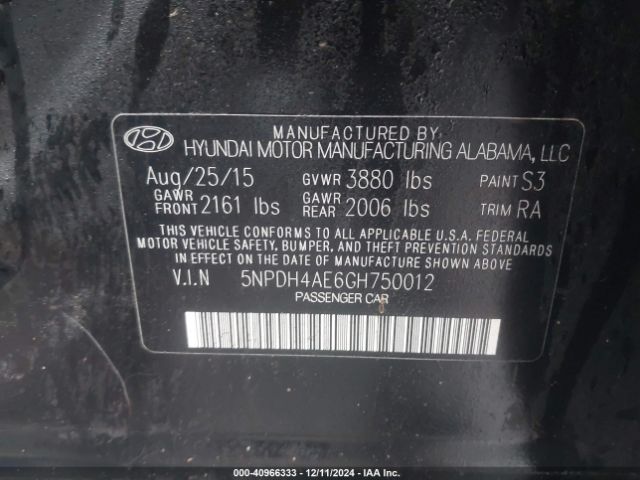 MANUFACTURED BY
HYUNDAI MOTOR MANUFACTURING ALABAMA, LLC
Aug/25/15 GVWR 3880 lbs PAINT S3
GAWR FRONT 2161 lbs GAWR REAR 2006 lbs TRIM RA
THIS VEHICLE CONFORMS TO ALL APPLICABLE U.S.A. FEDERAL
MOTOR VEHICLE SAFETY, BUMPER, AND THEFT PREVENTION STANDARDS
IN EFFECT ON THE DATE OF MANUFACTURE SHOWN ABOVE.
V.I.N 5NPDH4AE6GH750012
PASSENGER CAR
000-40966333 - 12/11/2024 - IAA Inc.